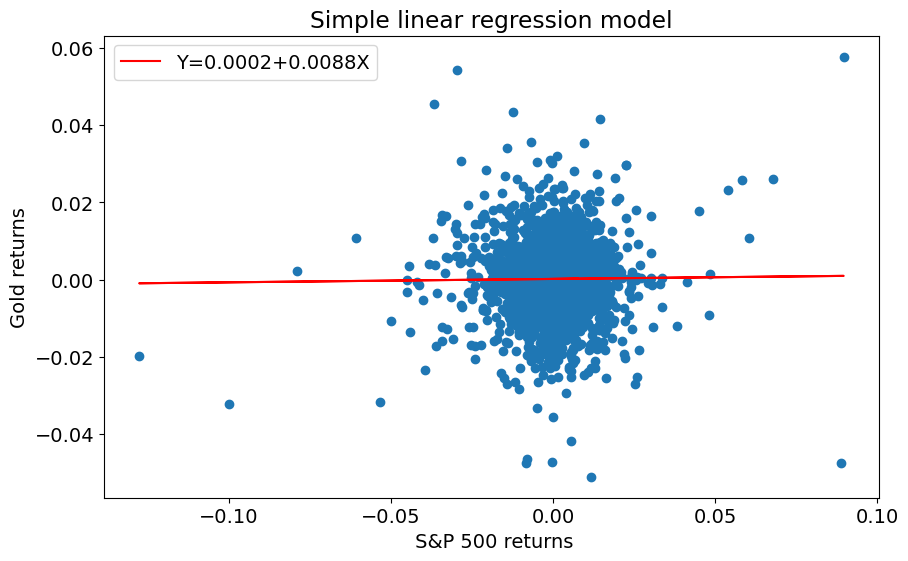 Simple linear regression model
Y=0.0002+0.0088X
0.06
0.04
0.02
0.00
−0.02
−0.04
Gold returns
−0.10
−0.05
0.00
0.05
0.10
S&P 500 returns